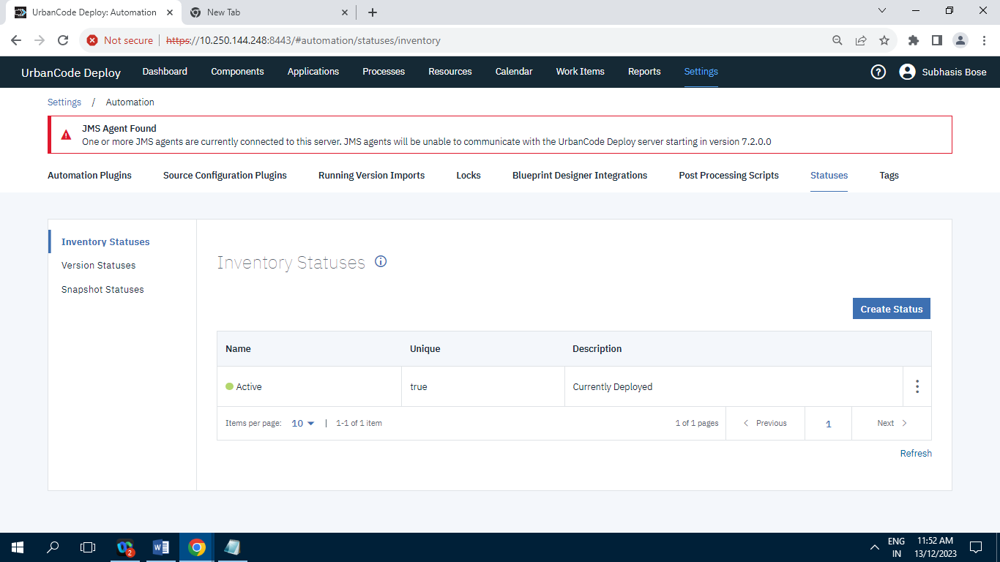 UrbanCode Deploy: Automation
New Tab
Not secure https://10.250.144.248:8443/#automation/statuses/inventory
UrbanCode Deploy Dashboard Components Applications Processes Resources Calendar Work Items Reports Settings Subhasis Bose
Settings / Automation
JMS Agent Found
One or more JMS agents are currently connected to this server. JMS agents will be unable to communicate with the UrbanCode Deploy server starting in version 7.2.0.0
Automation Plugins Source Configuration Plugins Running Version Imports Locks Blueprint Designer Integrations Post Processing Scripts Statuses Tags
Inventory Statuses
Version Statuses
Snapshot Statuses
Inventory Statuses
Create Status
Name Unique Description
Active true Currently Deployed
Items per page: 10 | 1-1 of 1 item 1 of 1 pages Previous 1 Next
Refresh
2
ENG
IN
11:52 AM
13/12/2023